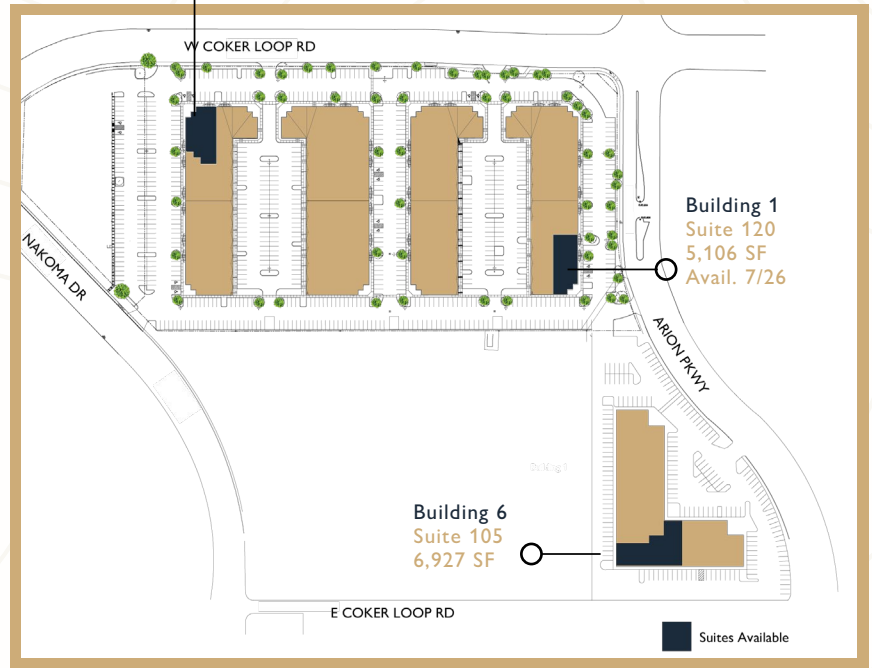 W COKER LOOP RD
Building 1
Suite 120
5,106 SF
Avail. 7/26
NAKOMA DR
ARION PKWY
Building 6
Suite 105
6,927 SF
E COKER LOOP RD
Suites Available